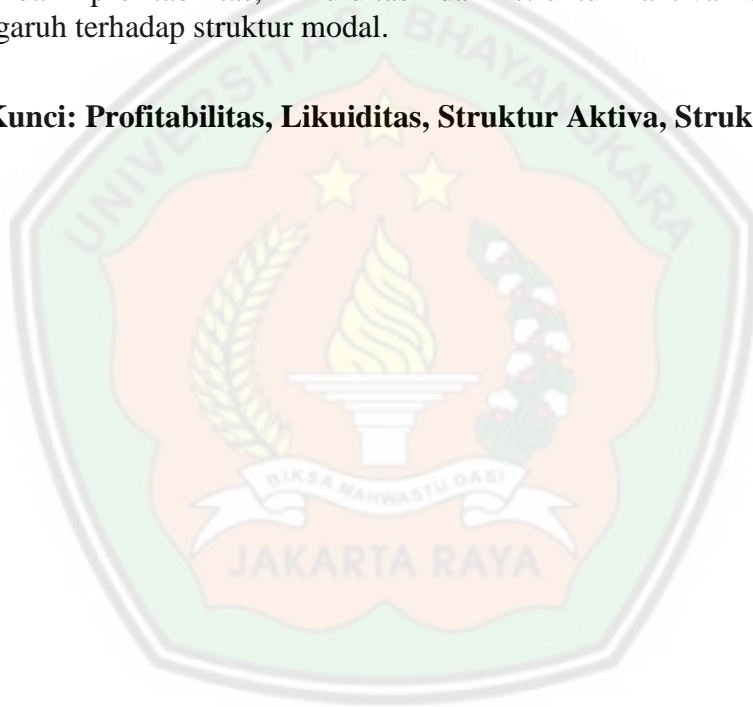 garuh terhadap struktur modal.
Kunci: Profitabilitas, Likuiditas, Struktur Aktiva, Struk
UNIVERSITAS BHAYANGKARA
BIKSA MAHWASTU DASI
JAKARTA RAYA